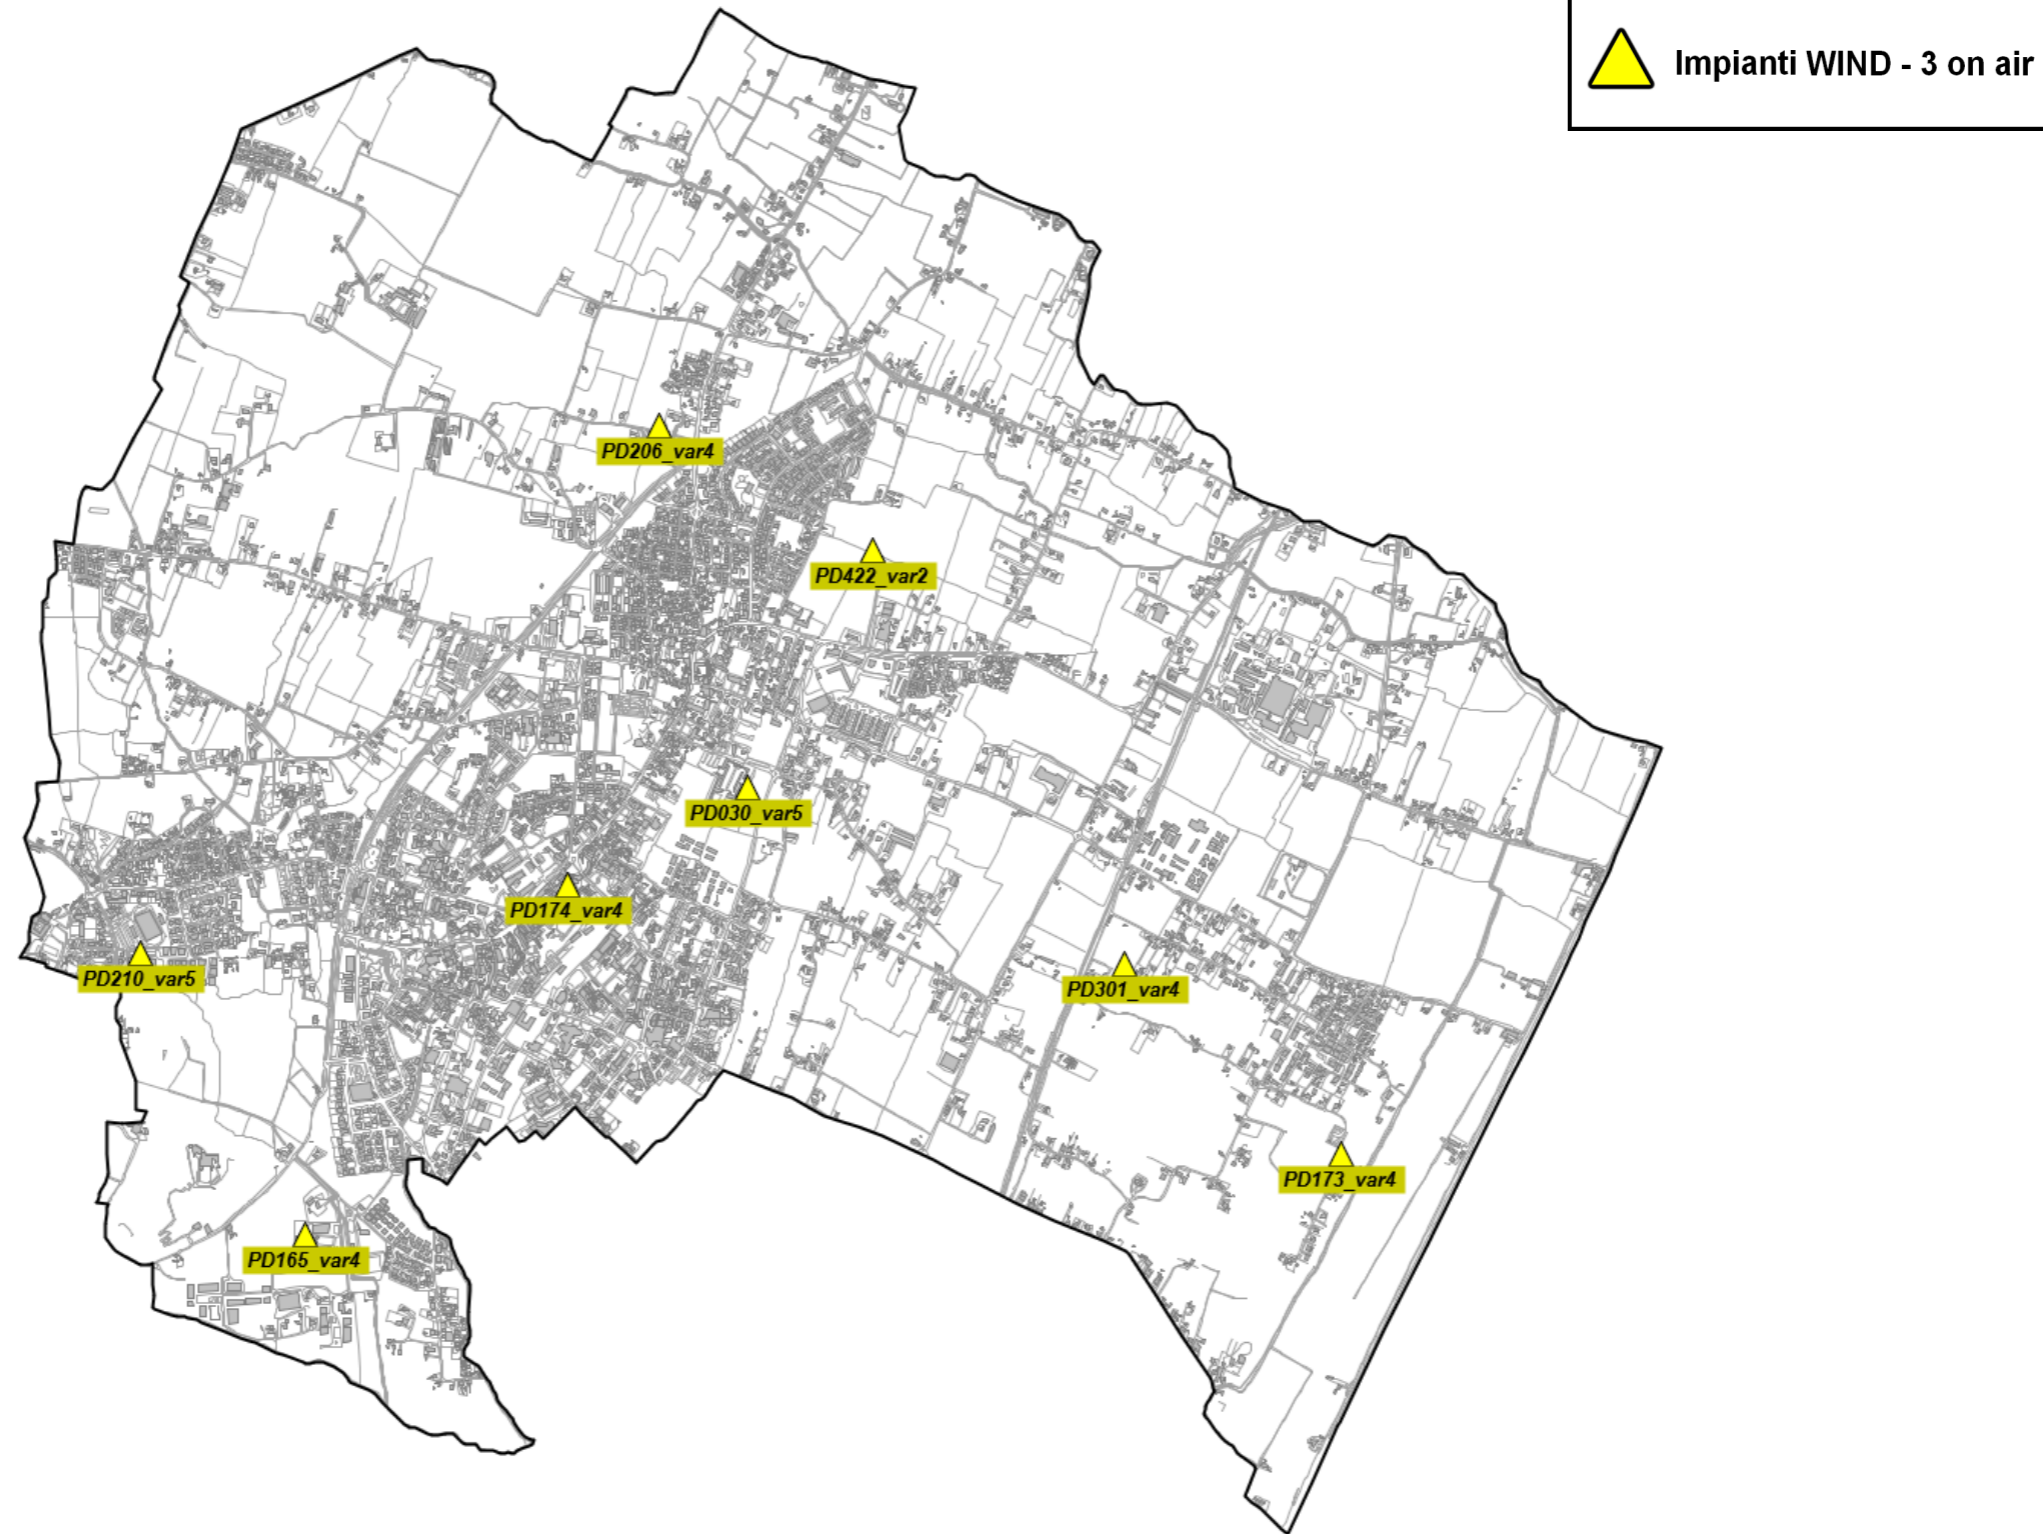 Impianti WIND - 3 on air
PD206_var4
PD422_var2
PD030_var5
PD174_var4
PD210_var5
PD301_var4
PD173_var4
PD165_var4